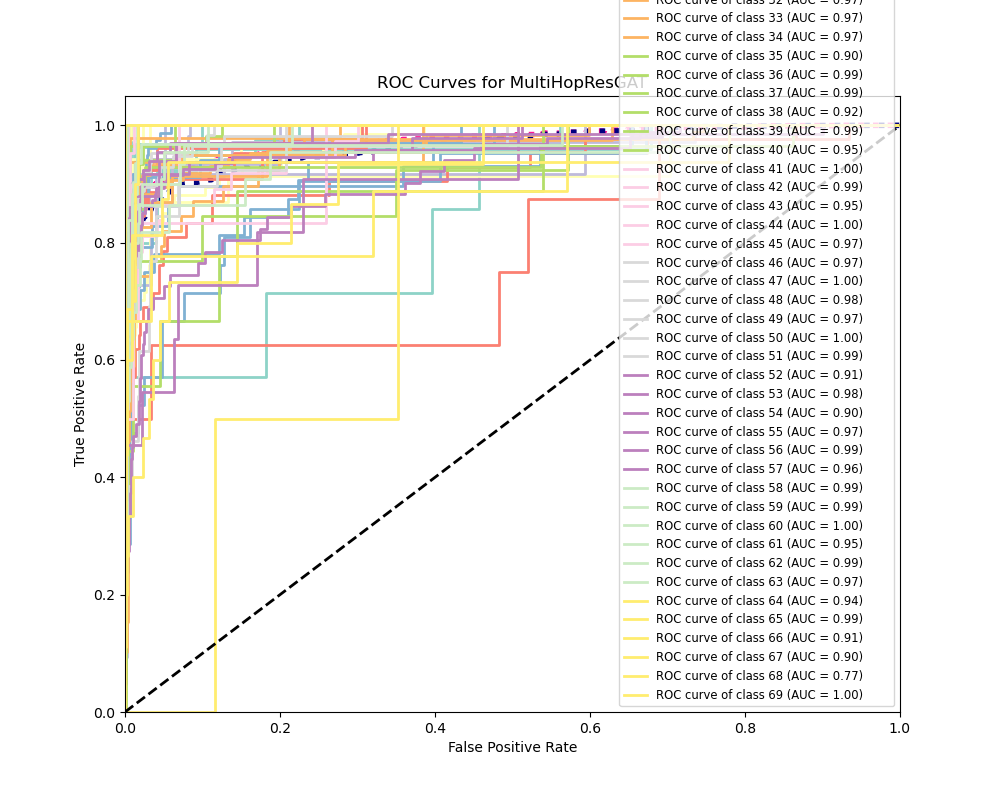 ROC curve of class 32 (AUC = 0.97)
ROC curve of class 33 (AUC = 0.97)
ROC curve of class 34 (AUC = 0.97)
ROC curve of class 35 (AUC = 0.90)
ROC curve of class 36 (AUC = 0.99)
ROC Curves for MultiHopResGAT
ROC curve of class 37 (AUC = 0.99)
ROC curve of class 38 (AUC = 0.92)
ROC curve of class 39 (AUC = 0.99)
ROC curve of class 40 (AUC = 0.95)
ROC curve of class 41 (AUC = 1.00)
ROC curve of class 42 (AUC = 0.99)
ROC curve of class 43 (AUC = 0.95)
ROC curve of class 44 (AUC = 1.00)
ROC curve of class 45 (AUC = 0.97)
ROC curve of class 46 (AUC = 0.97)
ROC curve of class 47 (AUC = 1.00)
ROC curve of class 48 (AUC = 0.98)
ROC curve of class 49 (AUC = 0.97)
ROC curve of class 50 (AUC = 1.00)
ROC curve of class 51 (AUC = 0.99)
ROC curve of class 52 (AUC = 0.91)
ROC curve of class 53 (AUC = 0.98)
ROC curve of class 54 (AUC = 0.90)
ROC curve of class 55 (AUC = 0.97)
ROC curve of class 56 (AUC = 0.99)
ROC curve of class 57 (AUC = 0.96)
ROC curve of class 58 (AUC = 0.99)
ROC curve of class 59 (AUC = 0.99)
ROC curve of class 60 (AUC = 1.00)
ROC curve of class 61 (AUC = 0.95)
ROC curve of class 62 (AUC = 0.99)
ROC curve of class 63 (AUC = 0.97)
ROC curve of class 64 (AUC = 0.94)
ROC curve of class 65 (AUC = 0.99)
ROC curve of class 66 (AUC = 0.91)
ROC curve of class 67 (AUC = 0.90)
ROC curve of class 68 (AUC = 0.77)
ROC curve of class 69 (AUC = 1.00)
True Positive Rate
1.0
0.8
0.6
0.4
0.2
0.0
0.0 0.2 0.4 0.6 0.8 1.0
False Positive Rate